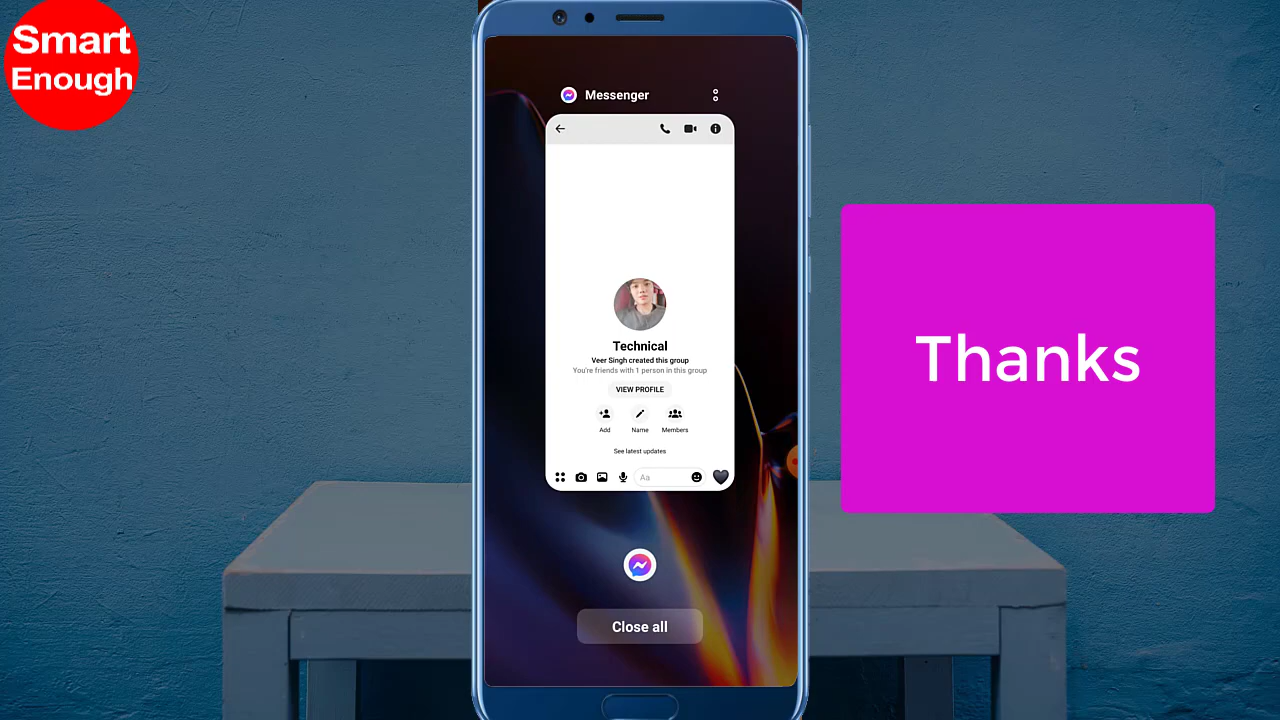 Smart
Enough
Messenger
Technical
Veer Singh created this group
You're friends with 1 person in this group
VIEW PROFILE
Add
Name
Members
See latest updates
Aa
Close all
Thanks